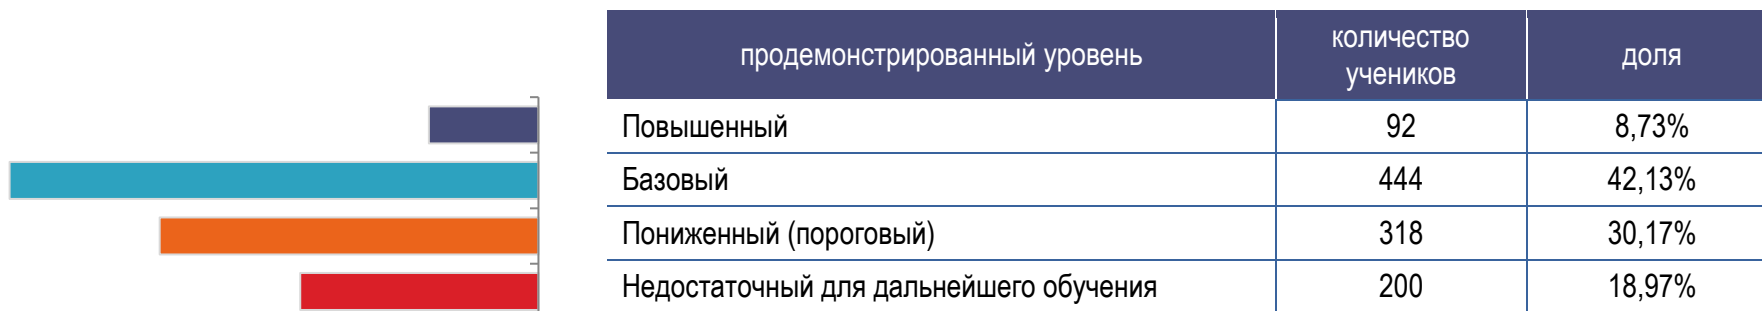 продемонстрированный уровень количество учеников доля
Повышенный 92 8,73%
Базовый 444 42,13%
Пониженный (пороговый) 318 30,17%
Недостаточный для дальнейшего обучения 200 18,97%